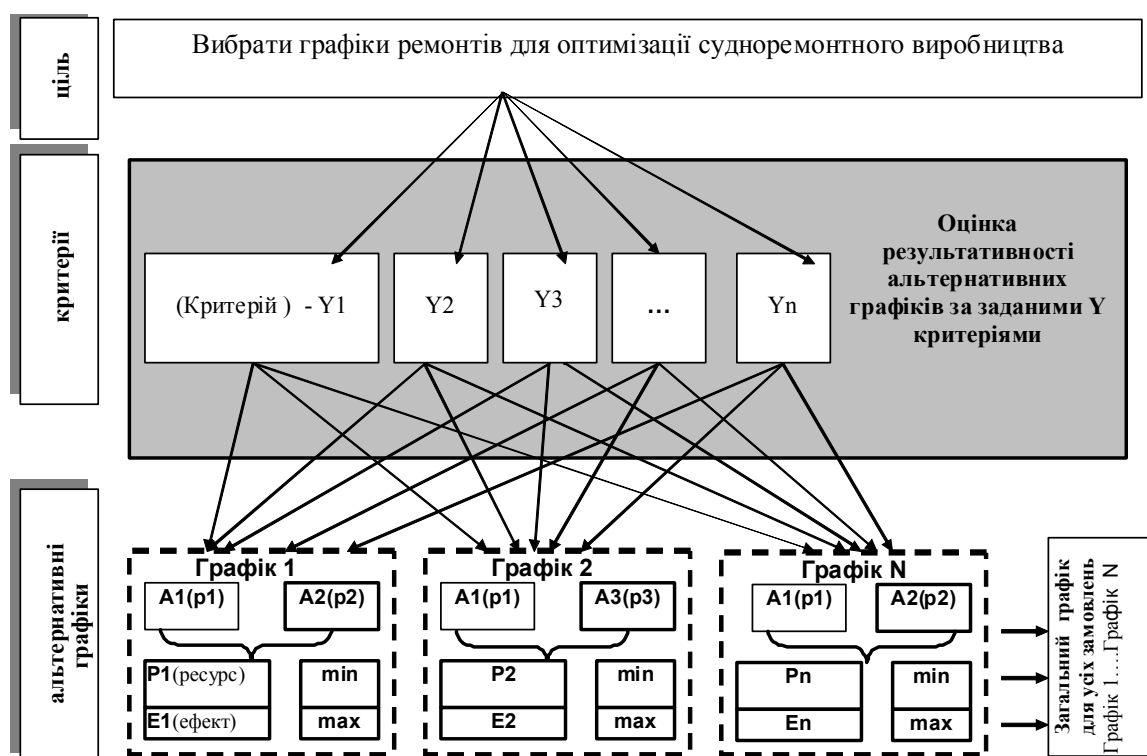 ціль
Вибрати графіки ремонтів для оптимізації судноремонтного виробництва
критерії
(Критерій ) - Y1
Y2
Y3
...
Yn
Оцінка
результативності
альтернативних
графіків за заданими Y
критеріями
альтернативні
графіки
Графік 1
A1(p1)
A2(p2)
P1(ресурс)
min
E1(ефект)
max
Графік 2
A1(p1)
A3(p3)
P2
min
E2
max
Графік N
A1(p1)
A2(p2)
Pn
min
En
max
Загальний графік
для усіх замовлень
Графік 1....Графік N